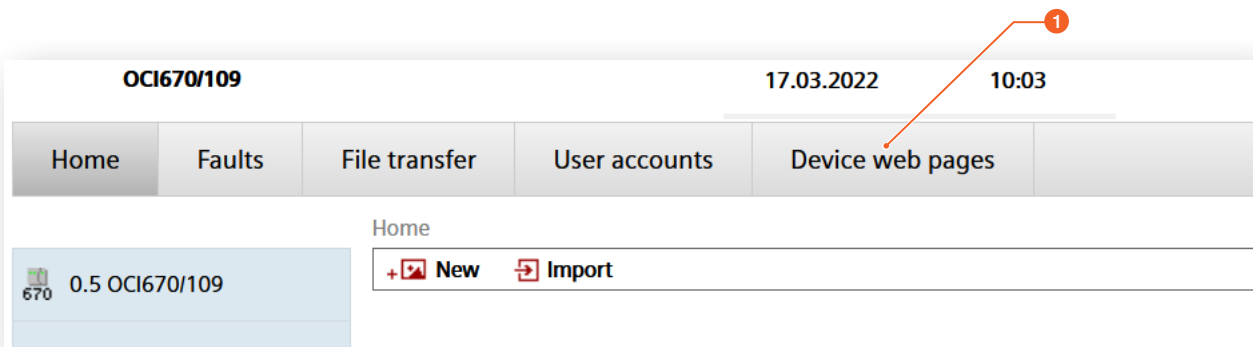 1
OCI670/109 17.03.2022 10:03
Home Faults File transfer User accounts Device web pages
Home
670 0.5 OCI670/109
+ New Import